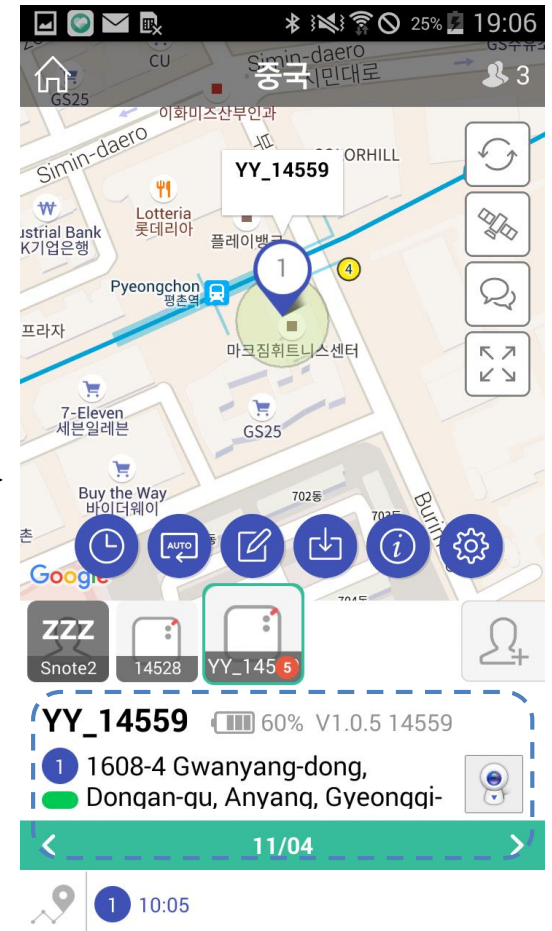 25% 19:06
CU
Simin-daero
시민대로
GS25
중국
3
이화미즈산부인과
Simin-daero
YY_14559
COLORHILL
Lotteria
롯데리아
ustrial Bank
K기업은행
플레이뱅크
1
4
Pyeongchon
평촌역
프라자
마크짐휘트니스센터
7-Eleven
세븐일레븐
GS25
Buy the Way
바이더웨이
702동
촌
AUTO
i
Google
704동
zzz
Snote2
14528
YY_145
5
YY_14559 60% V1.0.5 14559
1 1608-4 Gwanyang-dong,
Dongan-gu, Anyang, Gyeonggi-
< 11/04 >
1 10:05